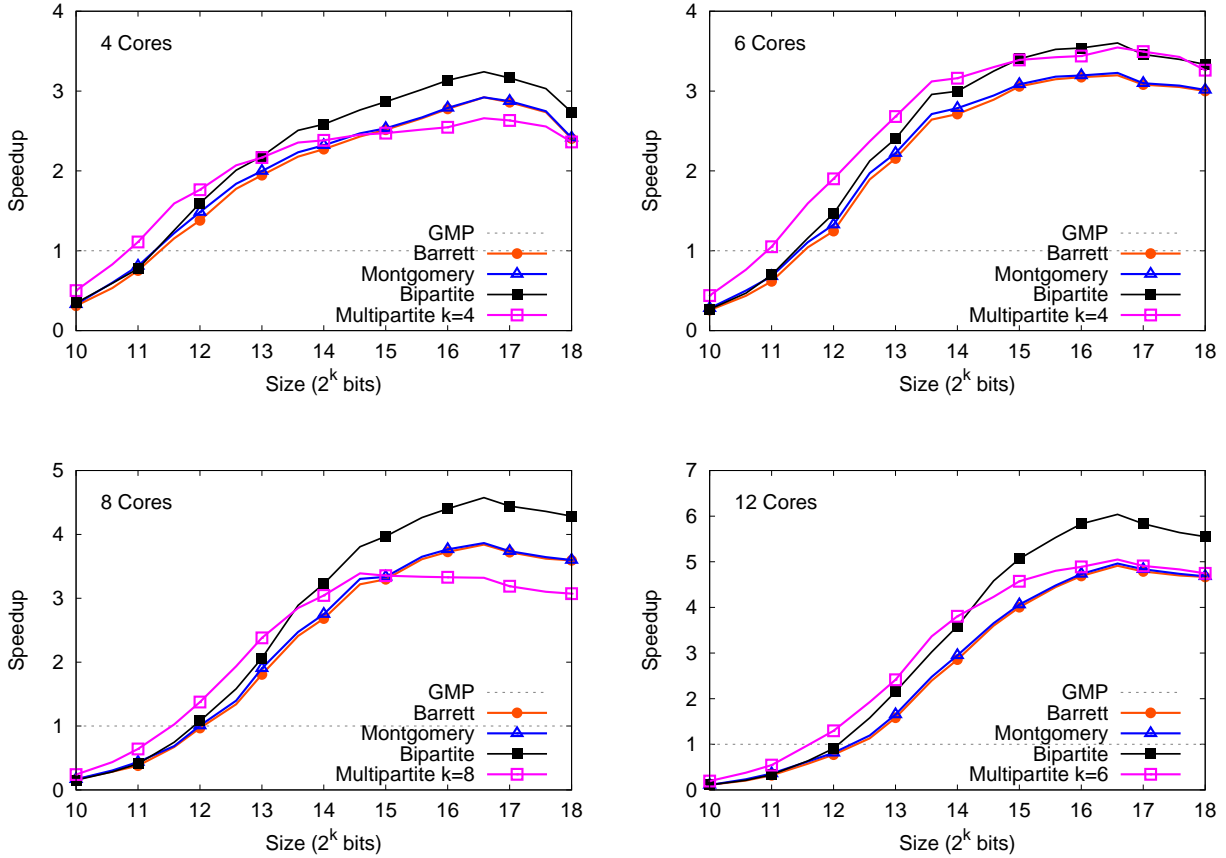 4 Cores
Speedup
4
3
2
1
0
GMP
Barrett
Montgomery
Bipartite
Multipartite k=4
10 11 12 13 14 15 16 17 18
Size (2^k bits)
6 Cores
Speedup
4
3
2
1
0
GMP
Barrett
Montgomery
Bipartite
Multipartite k=4
10 11 12 13 14 15 16 17 18
Size (2^k bits)
8 Cores
Speedup
5
4
3
2
1
0
GMP
Barrett
Montgomery
Bipartite
Multipartite k=8
10 11 12 13 14 15 16 17 18
Size (2^k bits)
12 Cores
Speedup
7
6
5
4
3
2
1
0
GMP
Barrett
Montgomery
Bipartite
Multipartite k=6
10 11 12 13 14 15 16 17 18
Size (2^k bits)